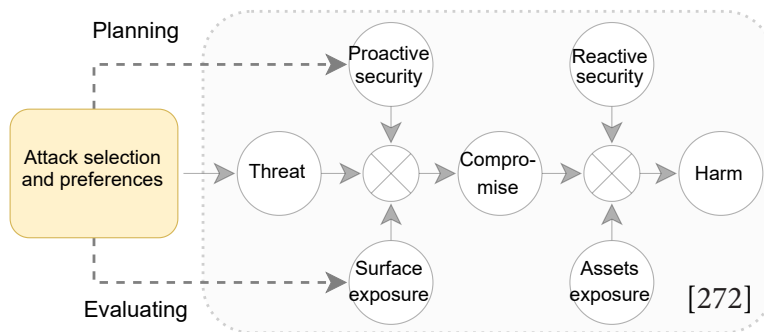 Planning
Proactive
security
Reactive
security
Attack selection
and preferences
Threat
Compro-
mise
Harm
Surface
exposure
Assets
exposure
[272]
Evaluating